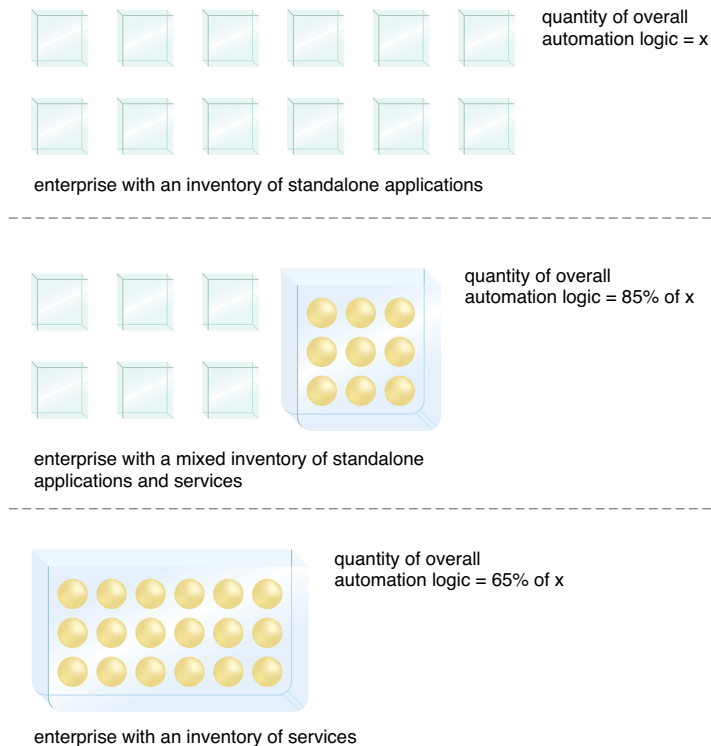 quantity of overall
automation logic = x
enterprise with an inventory of standalone applications
quantity of overall
automation logic = 85% of x
enterprise with a mixed inventory of standalone
applications and services
quantity of overall
automation logic = 65% of x
enterprise with an inventory of services